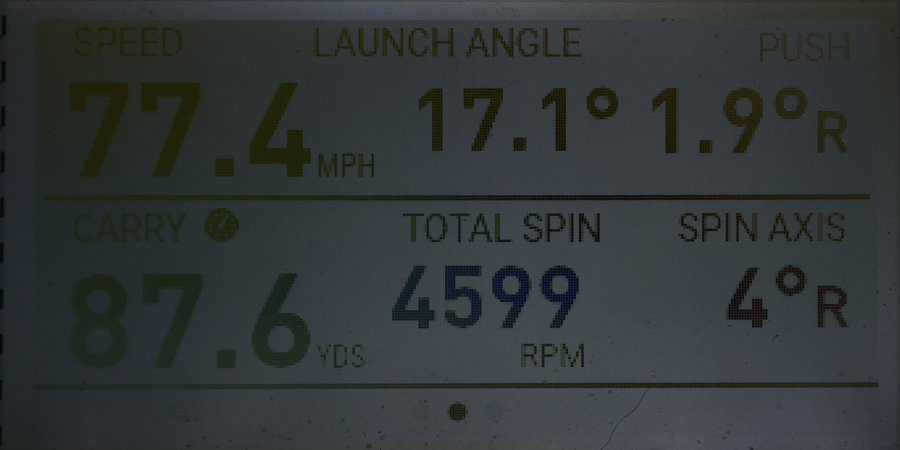 SPEED LAUNCH ANGLE PUSH
77.4 MPH 17.1° 1.9° R
CARRY TOTAL SPIN SPIN AXIS
87.6 YDS 4599 RPM 4° R